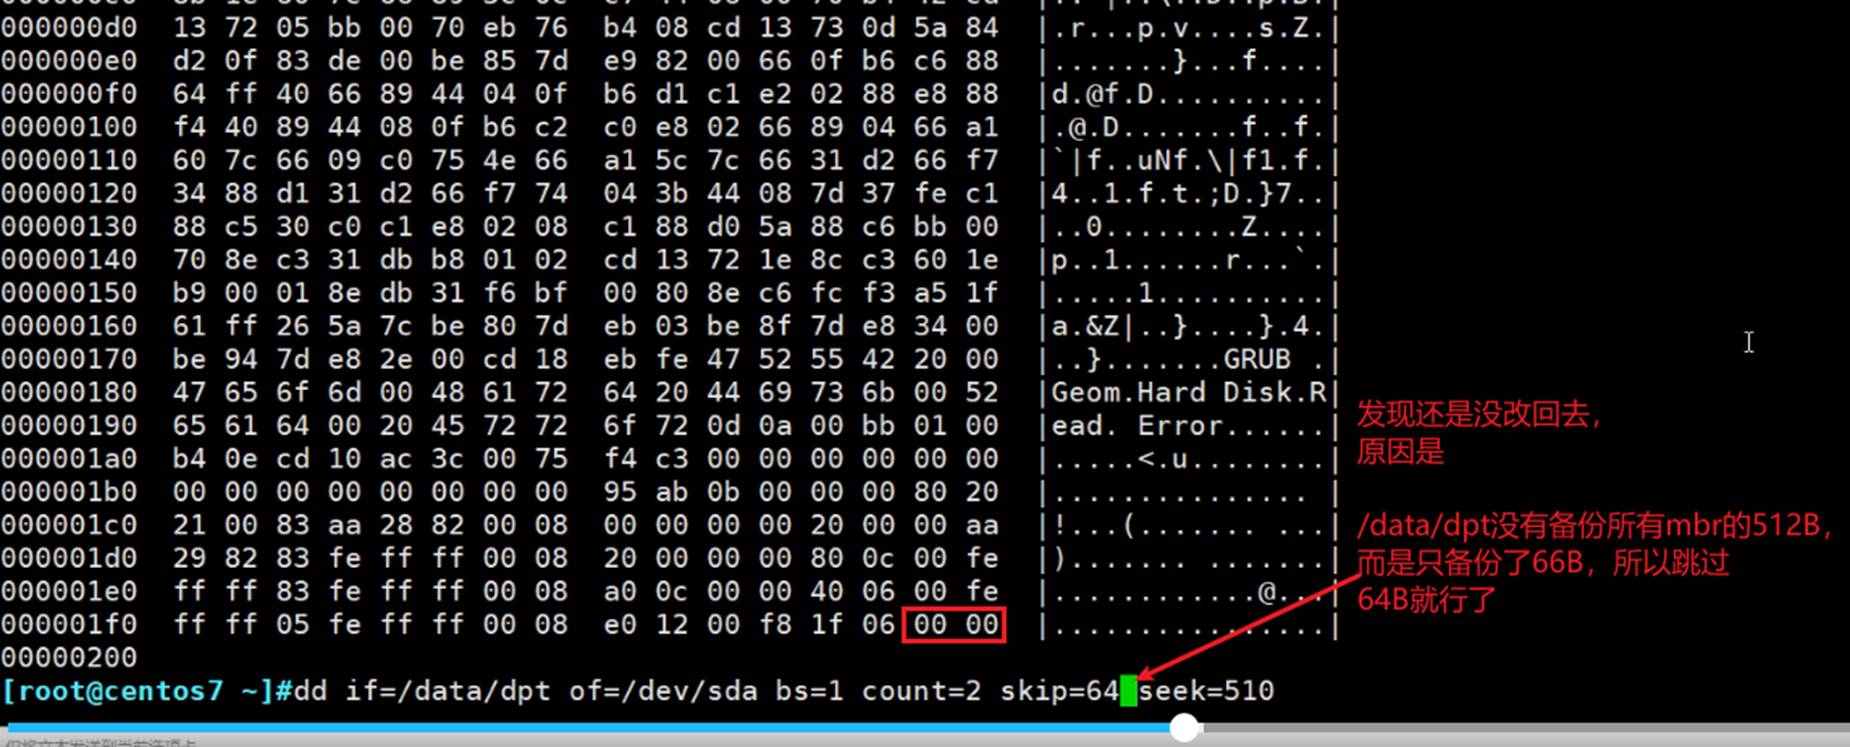 000000d0  13 72 05 bb 00 70 eb 76  b4 08 cd 13 73 0d 5a 84  |.r...p.v....s.Z.|
000000e0  d2 0f 83 de 00 be 85 7d  e9 82 00 66 0f b6 c6 88  |.......}...f....|
000000f0  64 ff 40 66 89 44 04 0f  b6 d1 c1 e2 02 88 e8 88  |d.@f.D..........|
00000100  f4 40 89 44 08 0f b6 c2  c0 e8 02 66 89 04 66 a1  |.@.D.......f..f.|
00000110  60 7c 66 09 c0 75 4e 66  a1 5c 7c 66 31 d2 66 f7  |`|f..uNf.\|f1.f.|
00000120  34 88 d1 31 d2 66 f7 74  04 3b 44 08 7d 37 fe c1  |4..1.f.t.;D.}7..|
00000130  88 c5 30 c0 c1 e8 02 08  c1 88 d0 5a 88 c6 bb 00  |..0........Z....|
00000140  70 8e c3 31 db b8 01 02  cd 13 72 1e 8c c3 60 1e  |p..1......r...`.|
00000150  b9 00 01 8e db 31 f6 bf  00 80 8e c6 fc f3 a5 1f  |.....1..........|
00000160  61 ff 26 5a 7c be 80 7d  eb 03 be 8f 7d e8 34 00  |a.&Z|..}....}.4.|
00000170  be 94 7d e8 2e 00 cd 18  eb fe 47 52 55 42 20 00  |..}.......GRUB .|
00000180  47 65 6f 6d 00 48 61 72  64 20 44 69 73 6b 00 52  |Geom.Hard Disk.R|
00000190  65 61 64 00 20 45 72 72  6f 72 0d 0a 00 bb 01 00  |ead. Error......|
000001a0  b4 0e cd 10 ac 3c 00 75  f4 c3 00 00 00 00 00 00  |.....<.u........|
000001b0  00 00 00 00 00 00 00 00  95 ab 0b 00 00 00 80 20  |............... |
000001c0  21 00 83 aa 28 82 00 08  00 00 00 00 20 00 00 aa  |!...(....... ...|
000001d0  29 82 83 fe ff ff 00 08  20 00 00 00 80 0c 00 fe  |)....... .......|
000001e0  ff ff 83 fe ff ff 00 08  a0 0c 00 00 40 06 00 fe  |............@...|
000001f0  ff ff 05 fe ff ff 00 08  e0 12 00 f8 1f 06 00 00  |................|
00000200
[root@centos7 ~]#dd if=/data/dpt of=/dev/sda bs=1 count=2 skip=64 seek=510
发现还是没改回去，
原因是
/data/dpt没有备份所有mbr的512B，
而是只备份了66B，所以跳过
64B就行了